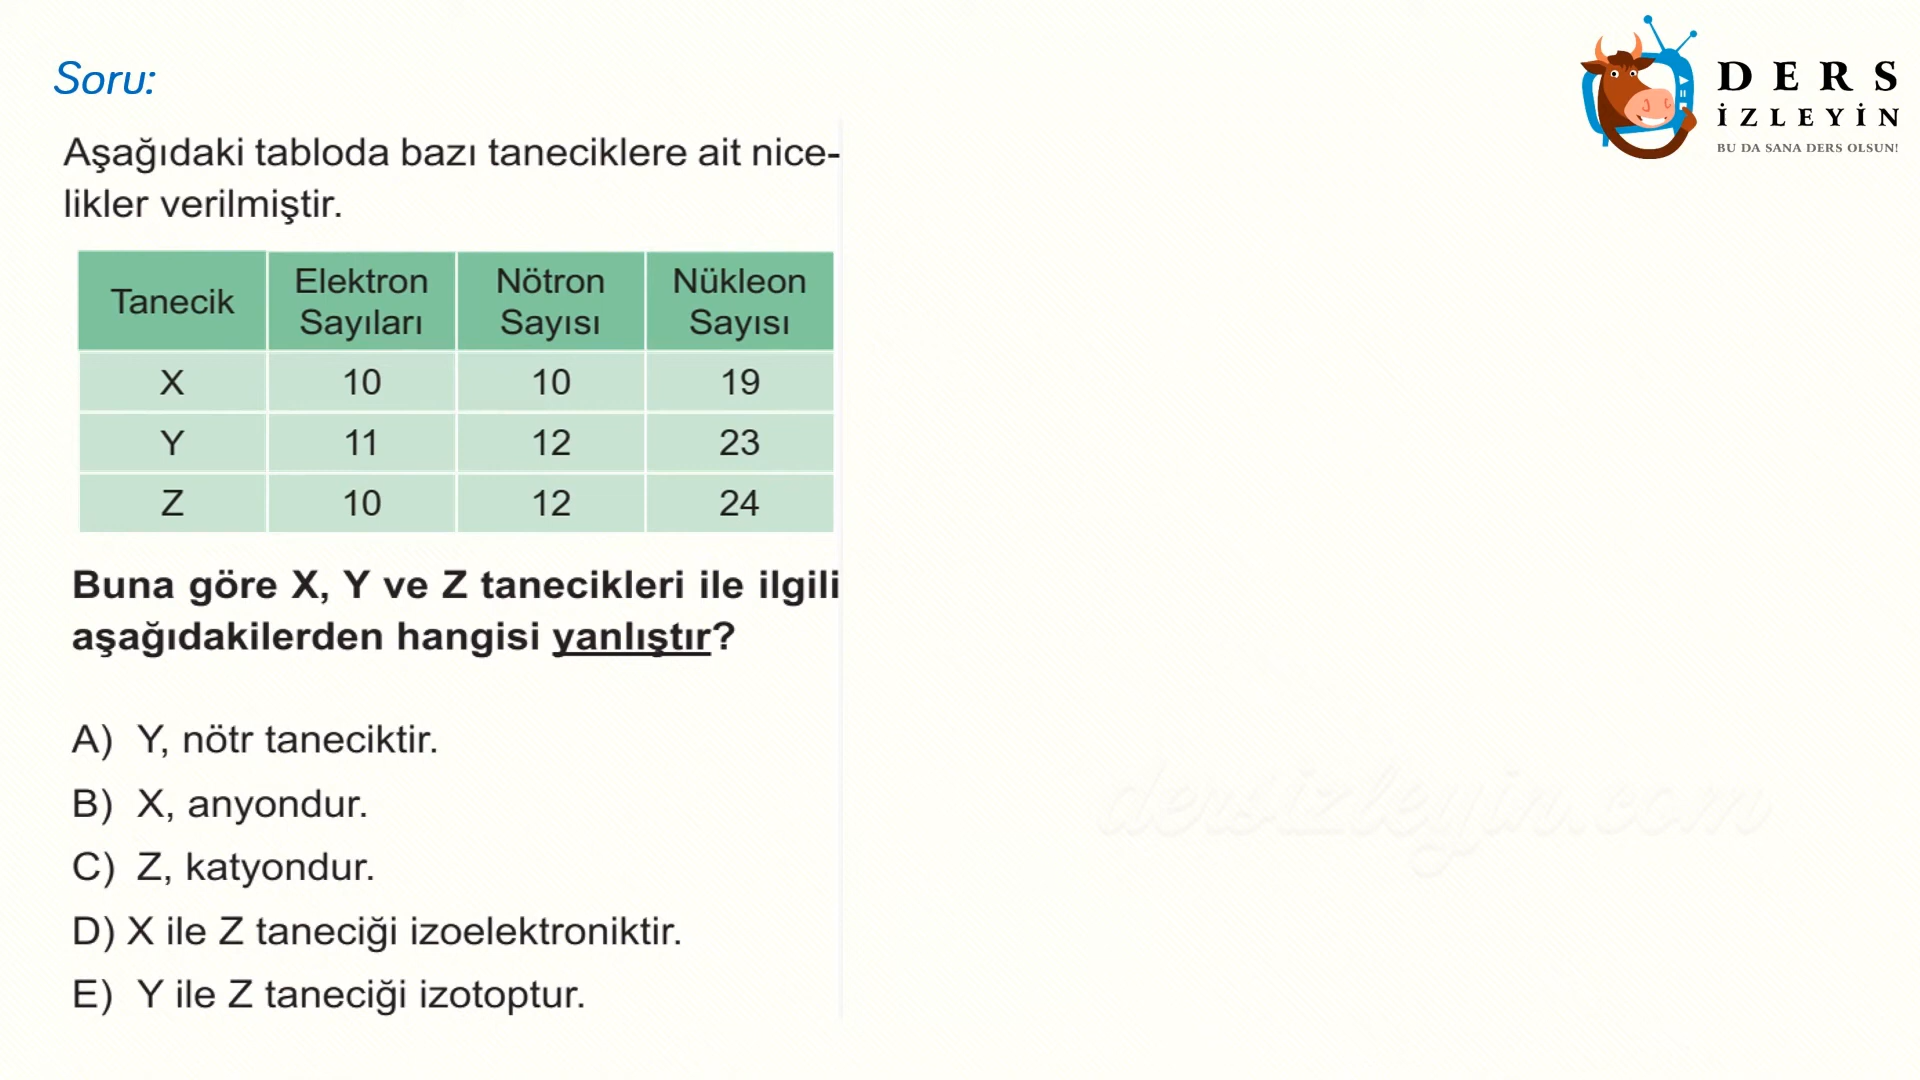 Soru:
DERS
İZLEYİN
BU DA SANA DERS OLSUN!
Aşağıdaki tabloda bazı taneciklere ait nice-
likler verilmiştir.
Tanecik Elektron Sayıları Nötron Sayısı Nükleon Sayısı
X 10 10 19
Y 11 12 23
Z 10 12 24
Buna göre X, Y ve Z tanecikleri ile ilgili
aşağıdakilerden hangisi yanlıştır?
A) Y, nötr taneciktir.
B) X, anyondur.
C) Z, katyondur.
D) X ile Z taneciği izoelektroniktir.
E) Y ile Z taneciği izotoptur.
dersizleyin.com